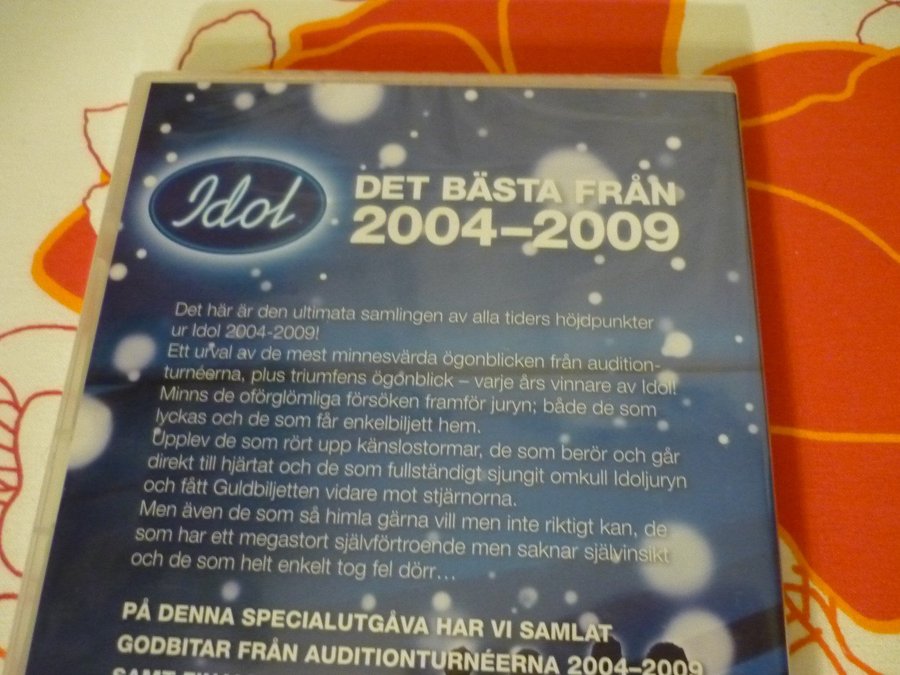 Idol
DET BÄSTA FRÅN
2004–2009
Det här är den ultimata samlingen av alla tiders höjdpunkter
ur Idol 2004-2009!
Ett urval av de mest minnesvärda ögonblicken från audition-
turnéerna, plus triumfens ögonblick – varje års vinnare av Idol!
Minns de oförglömliga försöken framför juryn; både de som
lyckas och de som får enkelbiljett hem.
Upplev de som rört upp känslostormar, de som berör och går
direkt till hjärtat och de som fullständigt sjungit omkull Idoljuryn
och fått Guldbiljetten vidare mot stjärnorna.
Men även de som så himla gärna vill men inte riktigt kan, de
som har ett megastort självförtroende men saknar självinsikt
och de som helt enkelt tog fel dörr...
PÅ DENNA SPECIALUTGÅVA HAR VI SAMLAT
GODBITAR FRÅN AUDITIONTURNÉERNA 2004–2009
SAMT